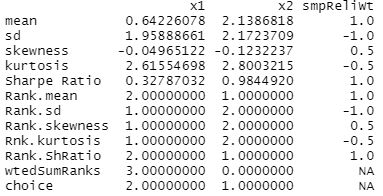 x1 x2 smpReliWt
mean 0.64226078 2.1386818 1.0
sd 1.95888661 2.1723709 -1.0
skewness -0.04965122 -0.1232237 0.5
kurtosis 2.61554698 2.8003215 -0.5
Sharpe Ratio 0.32787032 0.9844920 1.0
Rank.mean 2.00000000 1.0000000 1.0
Rank.sd 1.00000000 2.0000000 -1.0
Rank.skewness 1.00000000 2.0000000 0.5
Rnk.kurtosis 1.00000000 2.0000000 -0.5
Rank.ShRatio 2.00000000 1.0000000 1.0
wtedSumRanks 3.00000000 0.0000000 NA
choice 2.00000000 1.0000000 NA